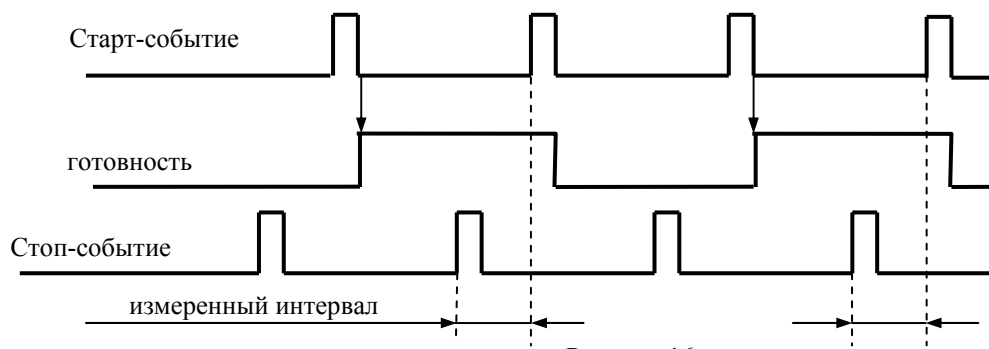 Старт-событие
готовность
Стоп-событие
измеренный интервал